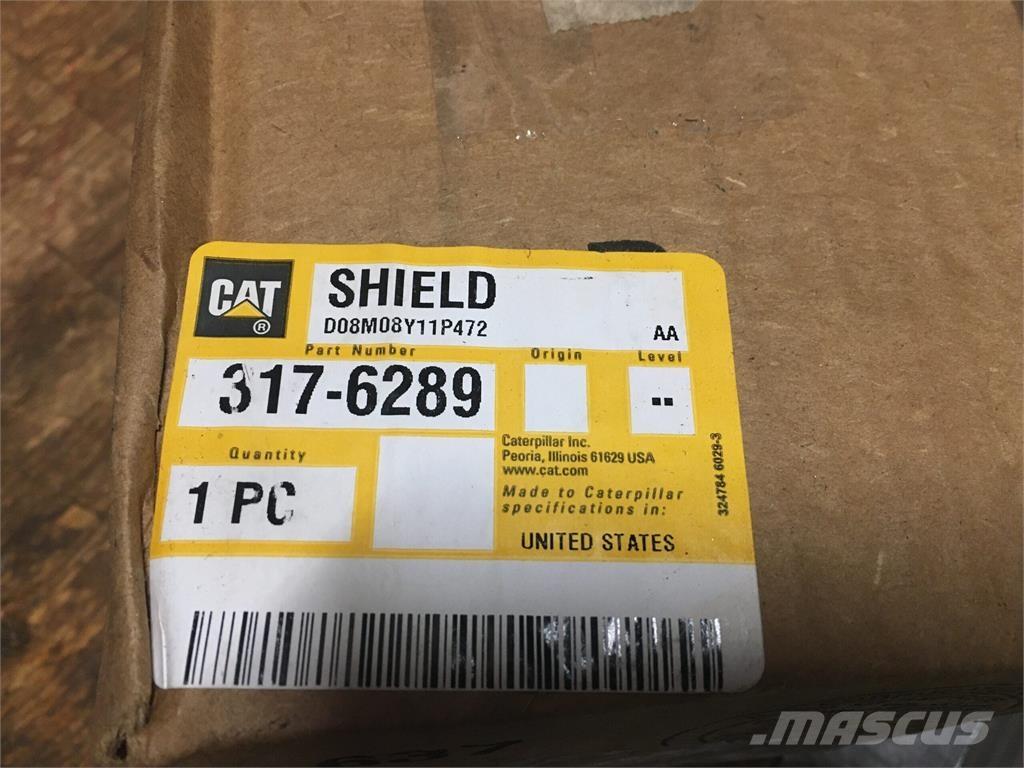 CAT®
SHIELD
D08M08Y11P472
AA
Part Number
Origin
Level
317-6289
--
Quantity
1 PC
Caterpillar Inc.
Peoria, Illinois 61629 USA
www.cat.com
Made to Caterpillar
specifications in:
UNITED STATES
324784 6029-3
MASCUS